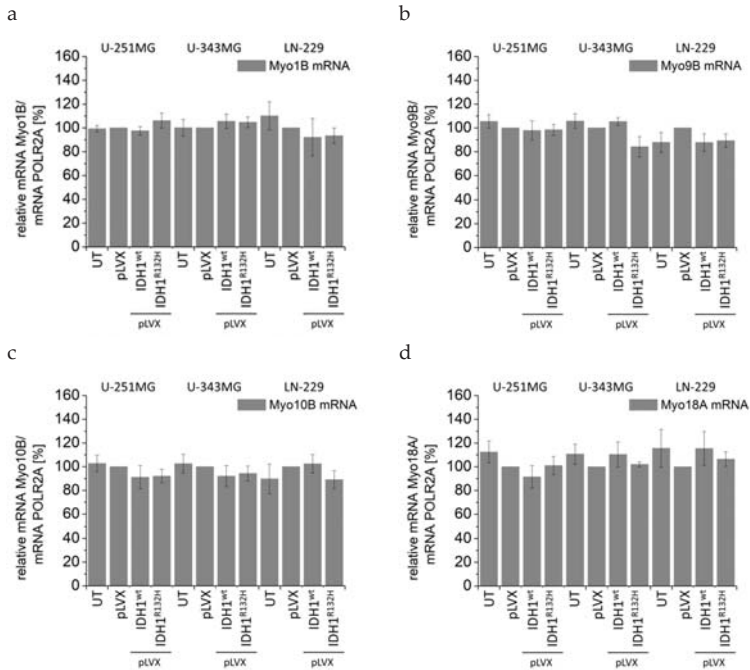 a
U-251MG U-343MG LN-229
Myo1B mRNA
relative mRNA Myo1B/
mRNA POLR2A [%]
160
140
120
100
80
60
40
20
0
UT pLVX IDH1wt IDH1R132H UT pLVX IDH1wt IDH1R132H UT pLVX IDH1wt IDH1R132H
pLVX pLVX pLVX
b
U-251MG U-343MG LN-229
Myo9B mRNA
relative mRNA Myo9B/
mRNA POLR2A [%]
160
140
120
100
80
60
40
20
0
UT pLVX IDH1wt IDH1R132H UT pLVX IDH1wt IDH1R132H UT pLVX IDH1wt IDH1R132H
pLVX pLVX pLVX
c
U-251MG U-343MG LN-229
Myo10B mRNA
relative mRNA Myo10B/
mRNA POLR2A [%]
160
140
120
100
80
60
40
20
0
UT pLVX IDH1wt IDH1R132H UT pLVX IDH1wt IDH1R132H UT pLVX IDH1wt IDH1R132H
pLVX pLVX pLVX
d
U-251MG U-343MG LN-229
Myo18A mRNA
relative mRNA Myo18A/
mRNA POLR2A [%]
160
140
120
100
80
60
40
20
0
UT pLVX IDH1wt IDH1R132H UT pLVX IDH1wt IDH1R132H UT pLVX IDH1wt IDH1R132H
pLVX pLVX pLVX